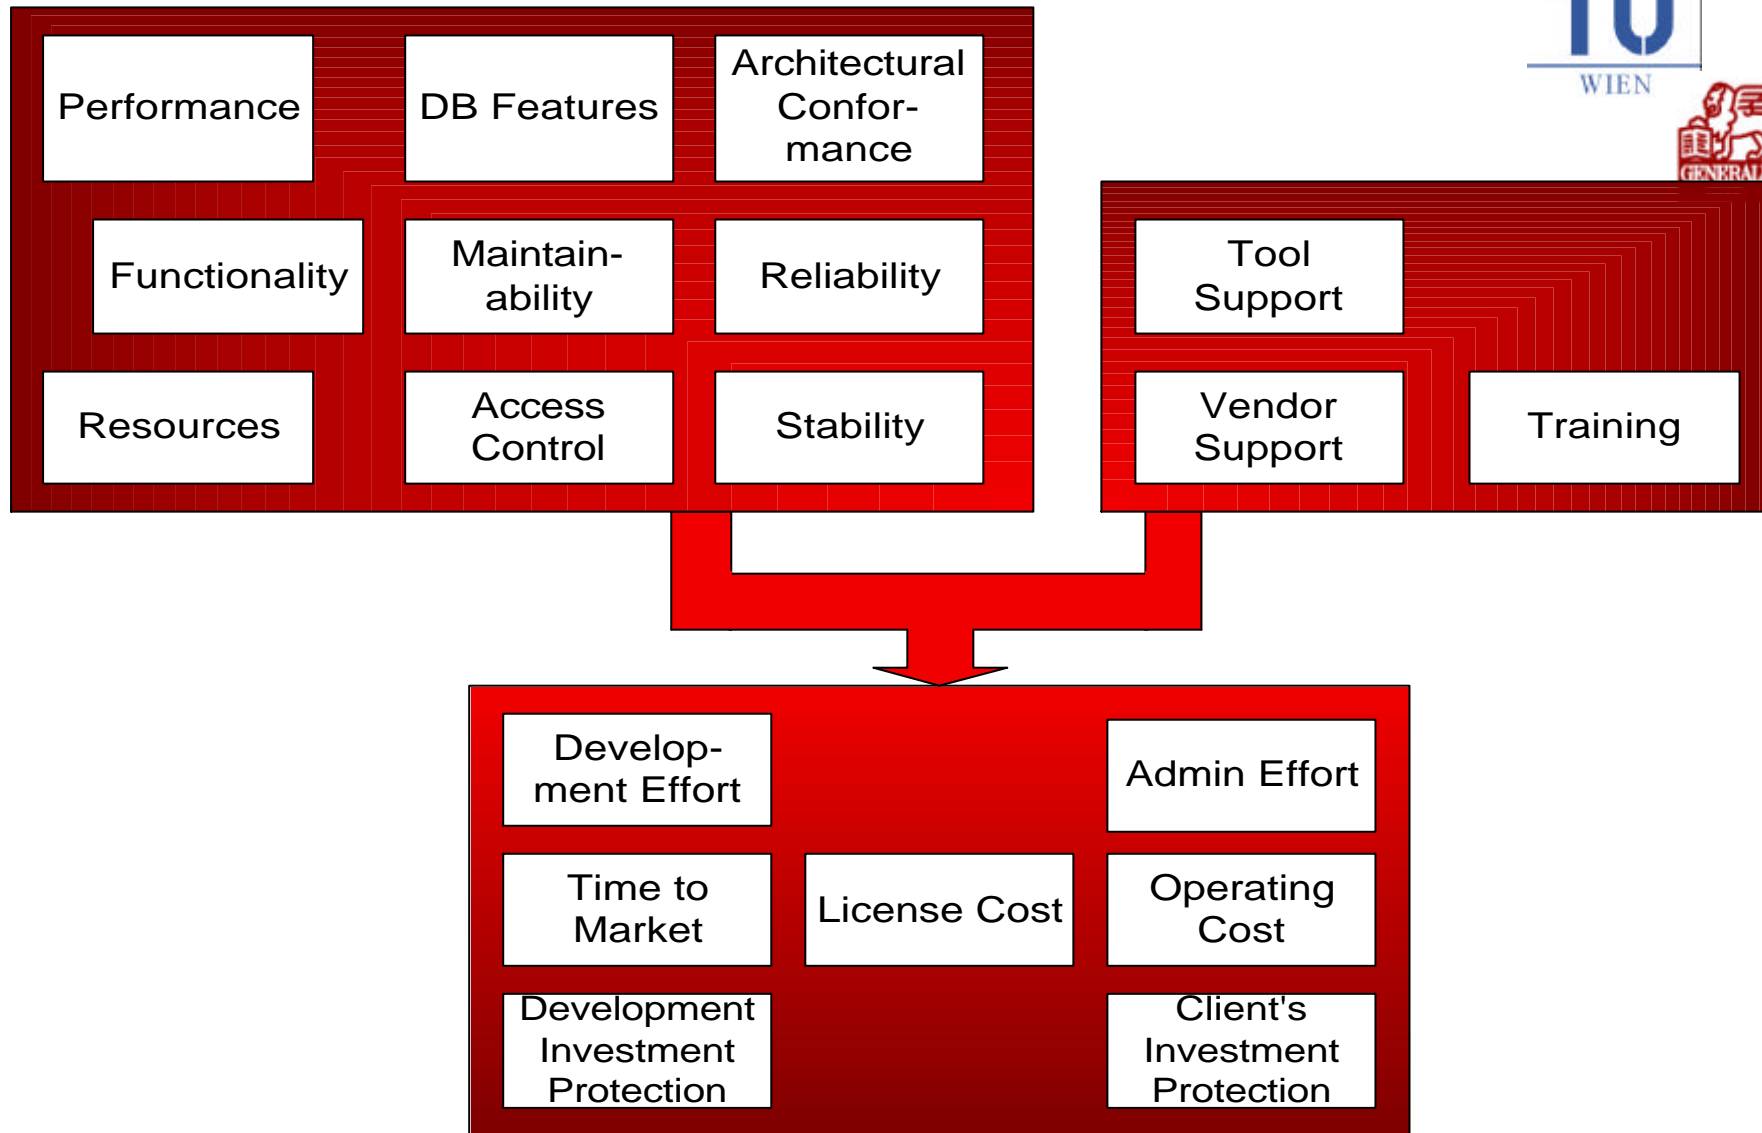 TU
WIEN
GENERAL
Performance
DB Features
Architectural
Confor-
mance
Functionality
Maintain-
ability
Reliability
Resources
Access
Control
Stability
Tool
Support
Vendor
Support
Training
Develop-
ment Effort
Admin Effort
Time to
Market
License Cost
Operating
Cost
Development
Investment
Protection
Client's
Investment
Protection